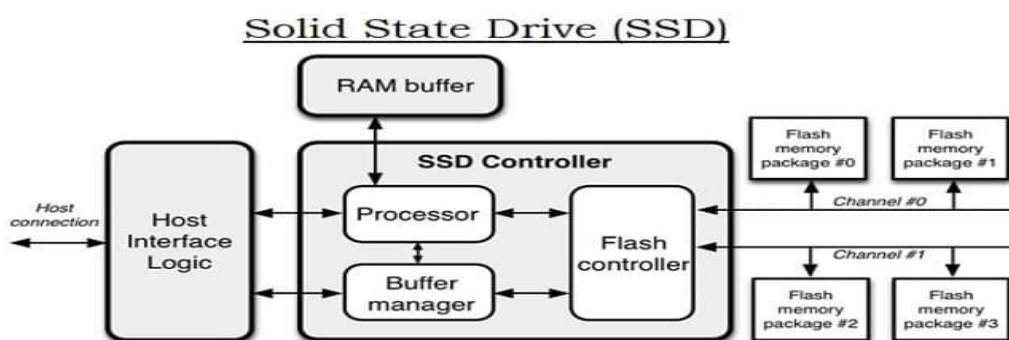 Solid State Drive (SSD)
RAM buffer
SSD Controller
Host
connection
Host
Interface
Logic
Processor
Buffer
manager
Flash
controller
Flash
memory
package #0
Flash
memory
package #1
Channel #0
Channel #1
Flash
memory
package #2
Flash
memory
package #3